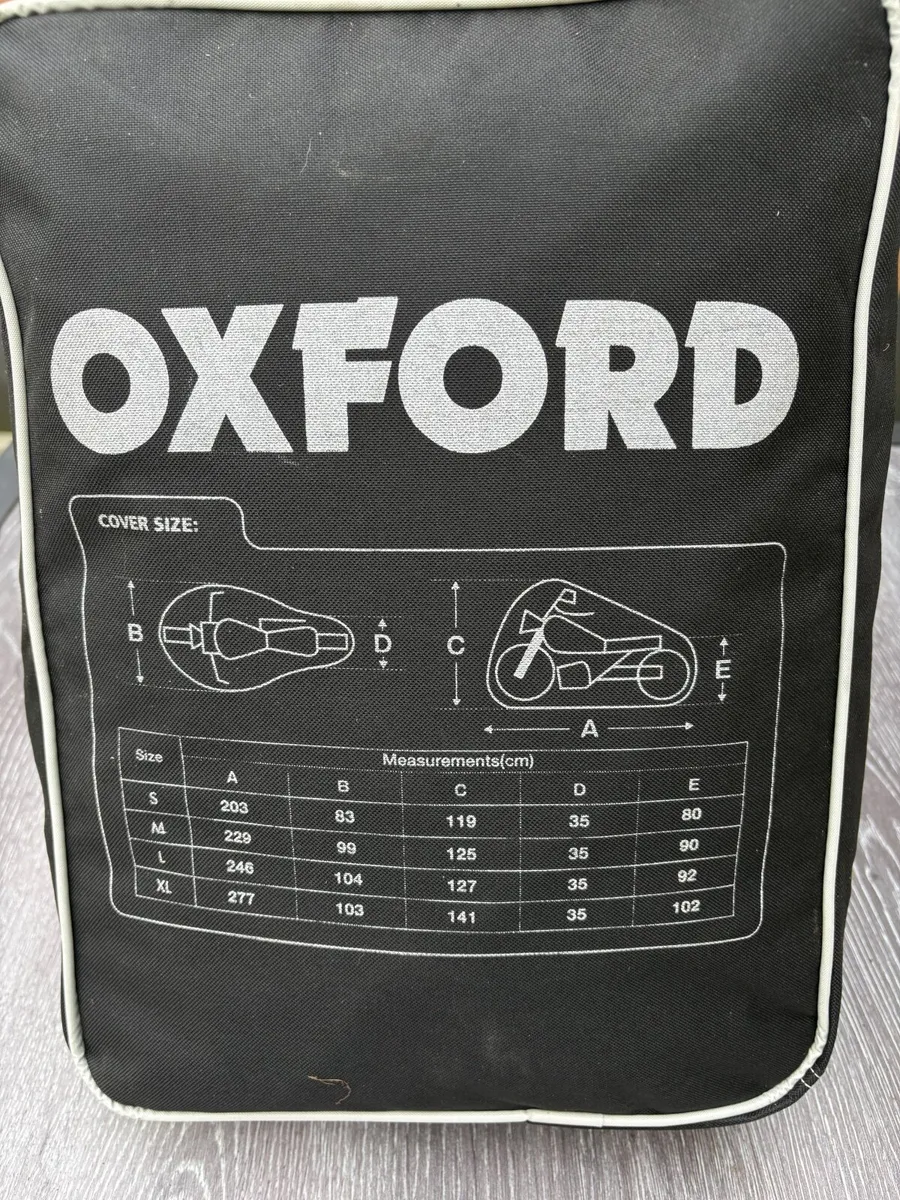 OXFORD
COVER SIZE:
B D C E
A
Size Measurements(cm)
A B C D E
S 203 83 119 35 80
M 229 99 125 35 90
L 246 104 127 35 92
XL 277 103 141 35 102